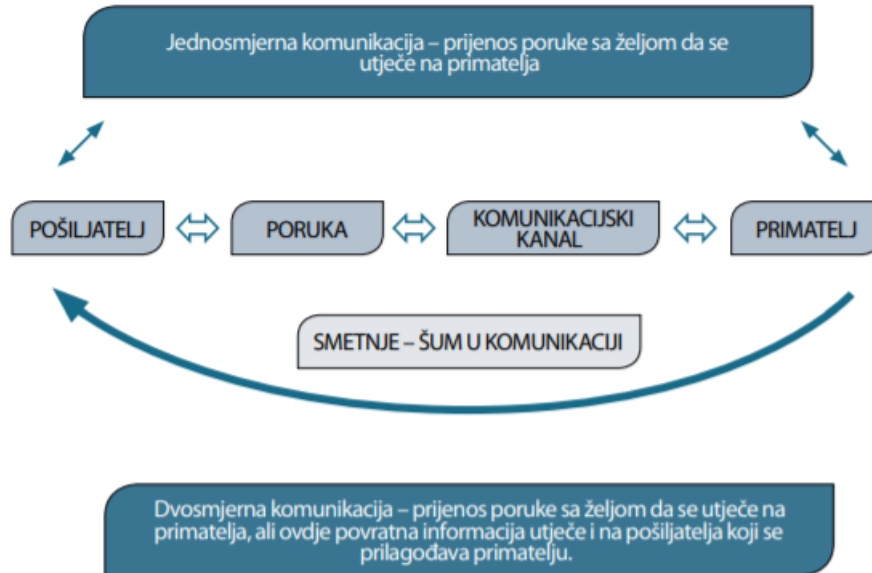 Jednosmjerna komunikacija – prijenos poruke sa željom da se
utječe na primatelja
POŠILJATELJ
PORUKA
KOMUNIKACIJSKI
KANAL
PRIMATELJ
SMETNJE – ŠUM U KOMUNIKACIJI
Dvosmjerna komunikacija – prijenos poruke sa željom da se utječe na
primatelja, ali ovdje povratna informacija utječe i na pošiljatelja koji se
prilagođava primatelju.